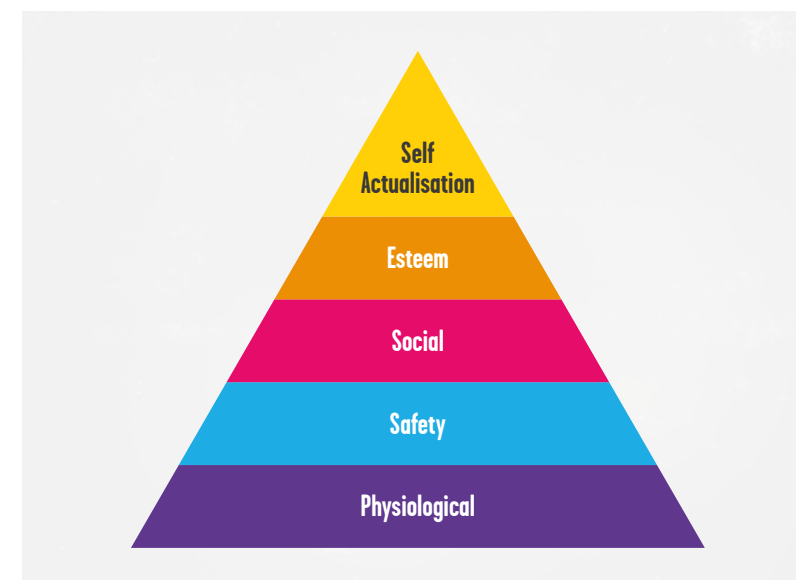 Self
Actualisation
Esteem
Social
Safety
Physiological